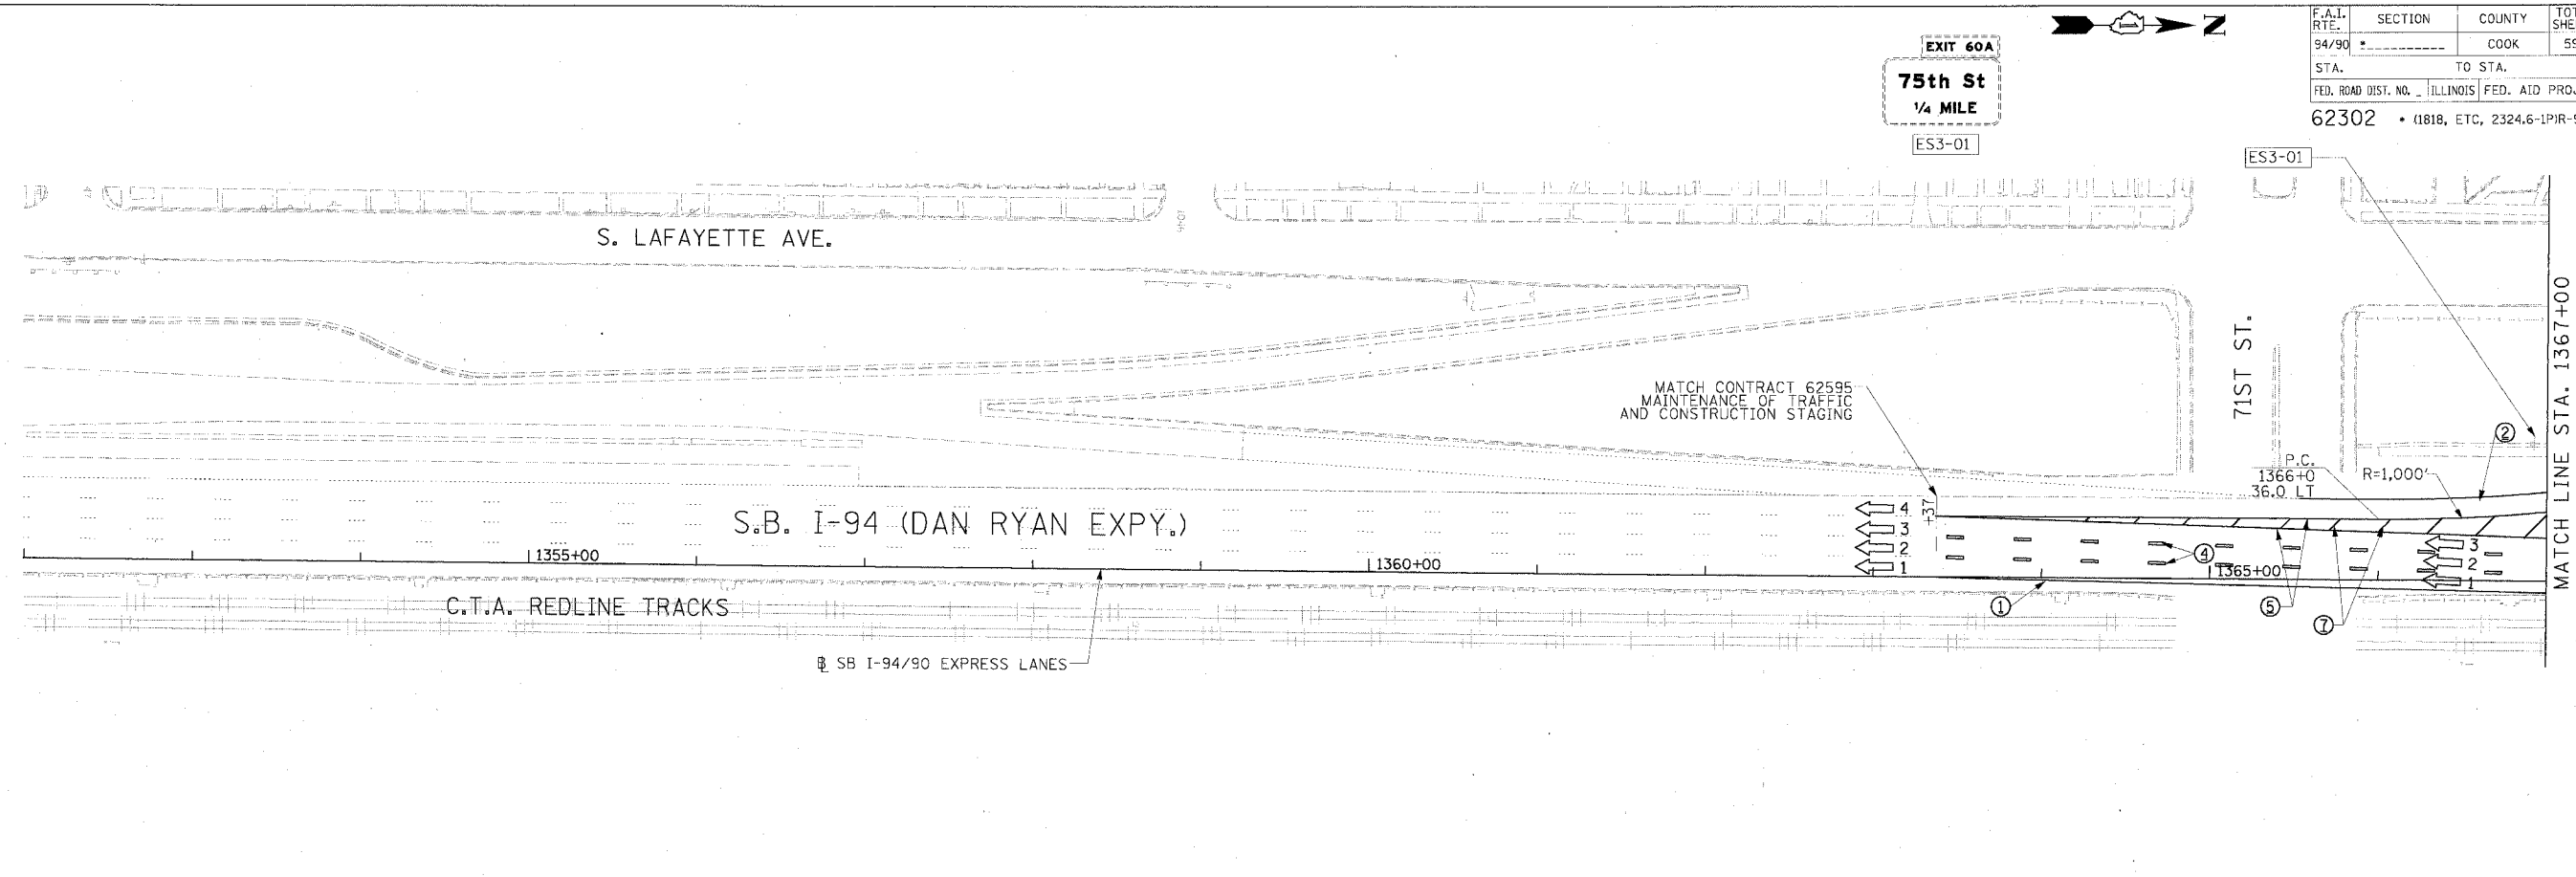 N
F.A.I. RTE. SECTION COUNTY
94/90 * COOK
STA. TO STA.
FED. ROAD DIST. NO. _ ILLINOIS FED. AID
62302 * (1818, ETC, 2324.6-1P)R-
EXIT 60A
75th St
1/4 MILE
ES3-01
ES3-01
S. LAFAYETTE AVE.
71ST ST.
MATCH LINE STA. 1367+00
MATCH CONTRACT 62595
MAINTENANCE OF TRAFFIC
AND CONSTRUCTION STAGING
+37
P.C.
1366+0
36.0 LT
R=1,000'
2
S.B. I-94 (DAN RYAN EXPY.)
4
3
2
1
3
2
1
4
1355+00
1360+00
1365+00
C.T.A. REDLINE TRACKS
1
5
7
SB I-94/90 EXPRESS LANES